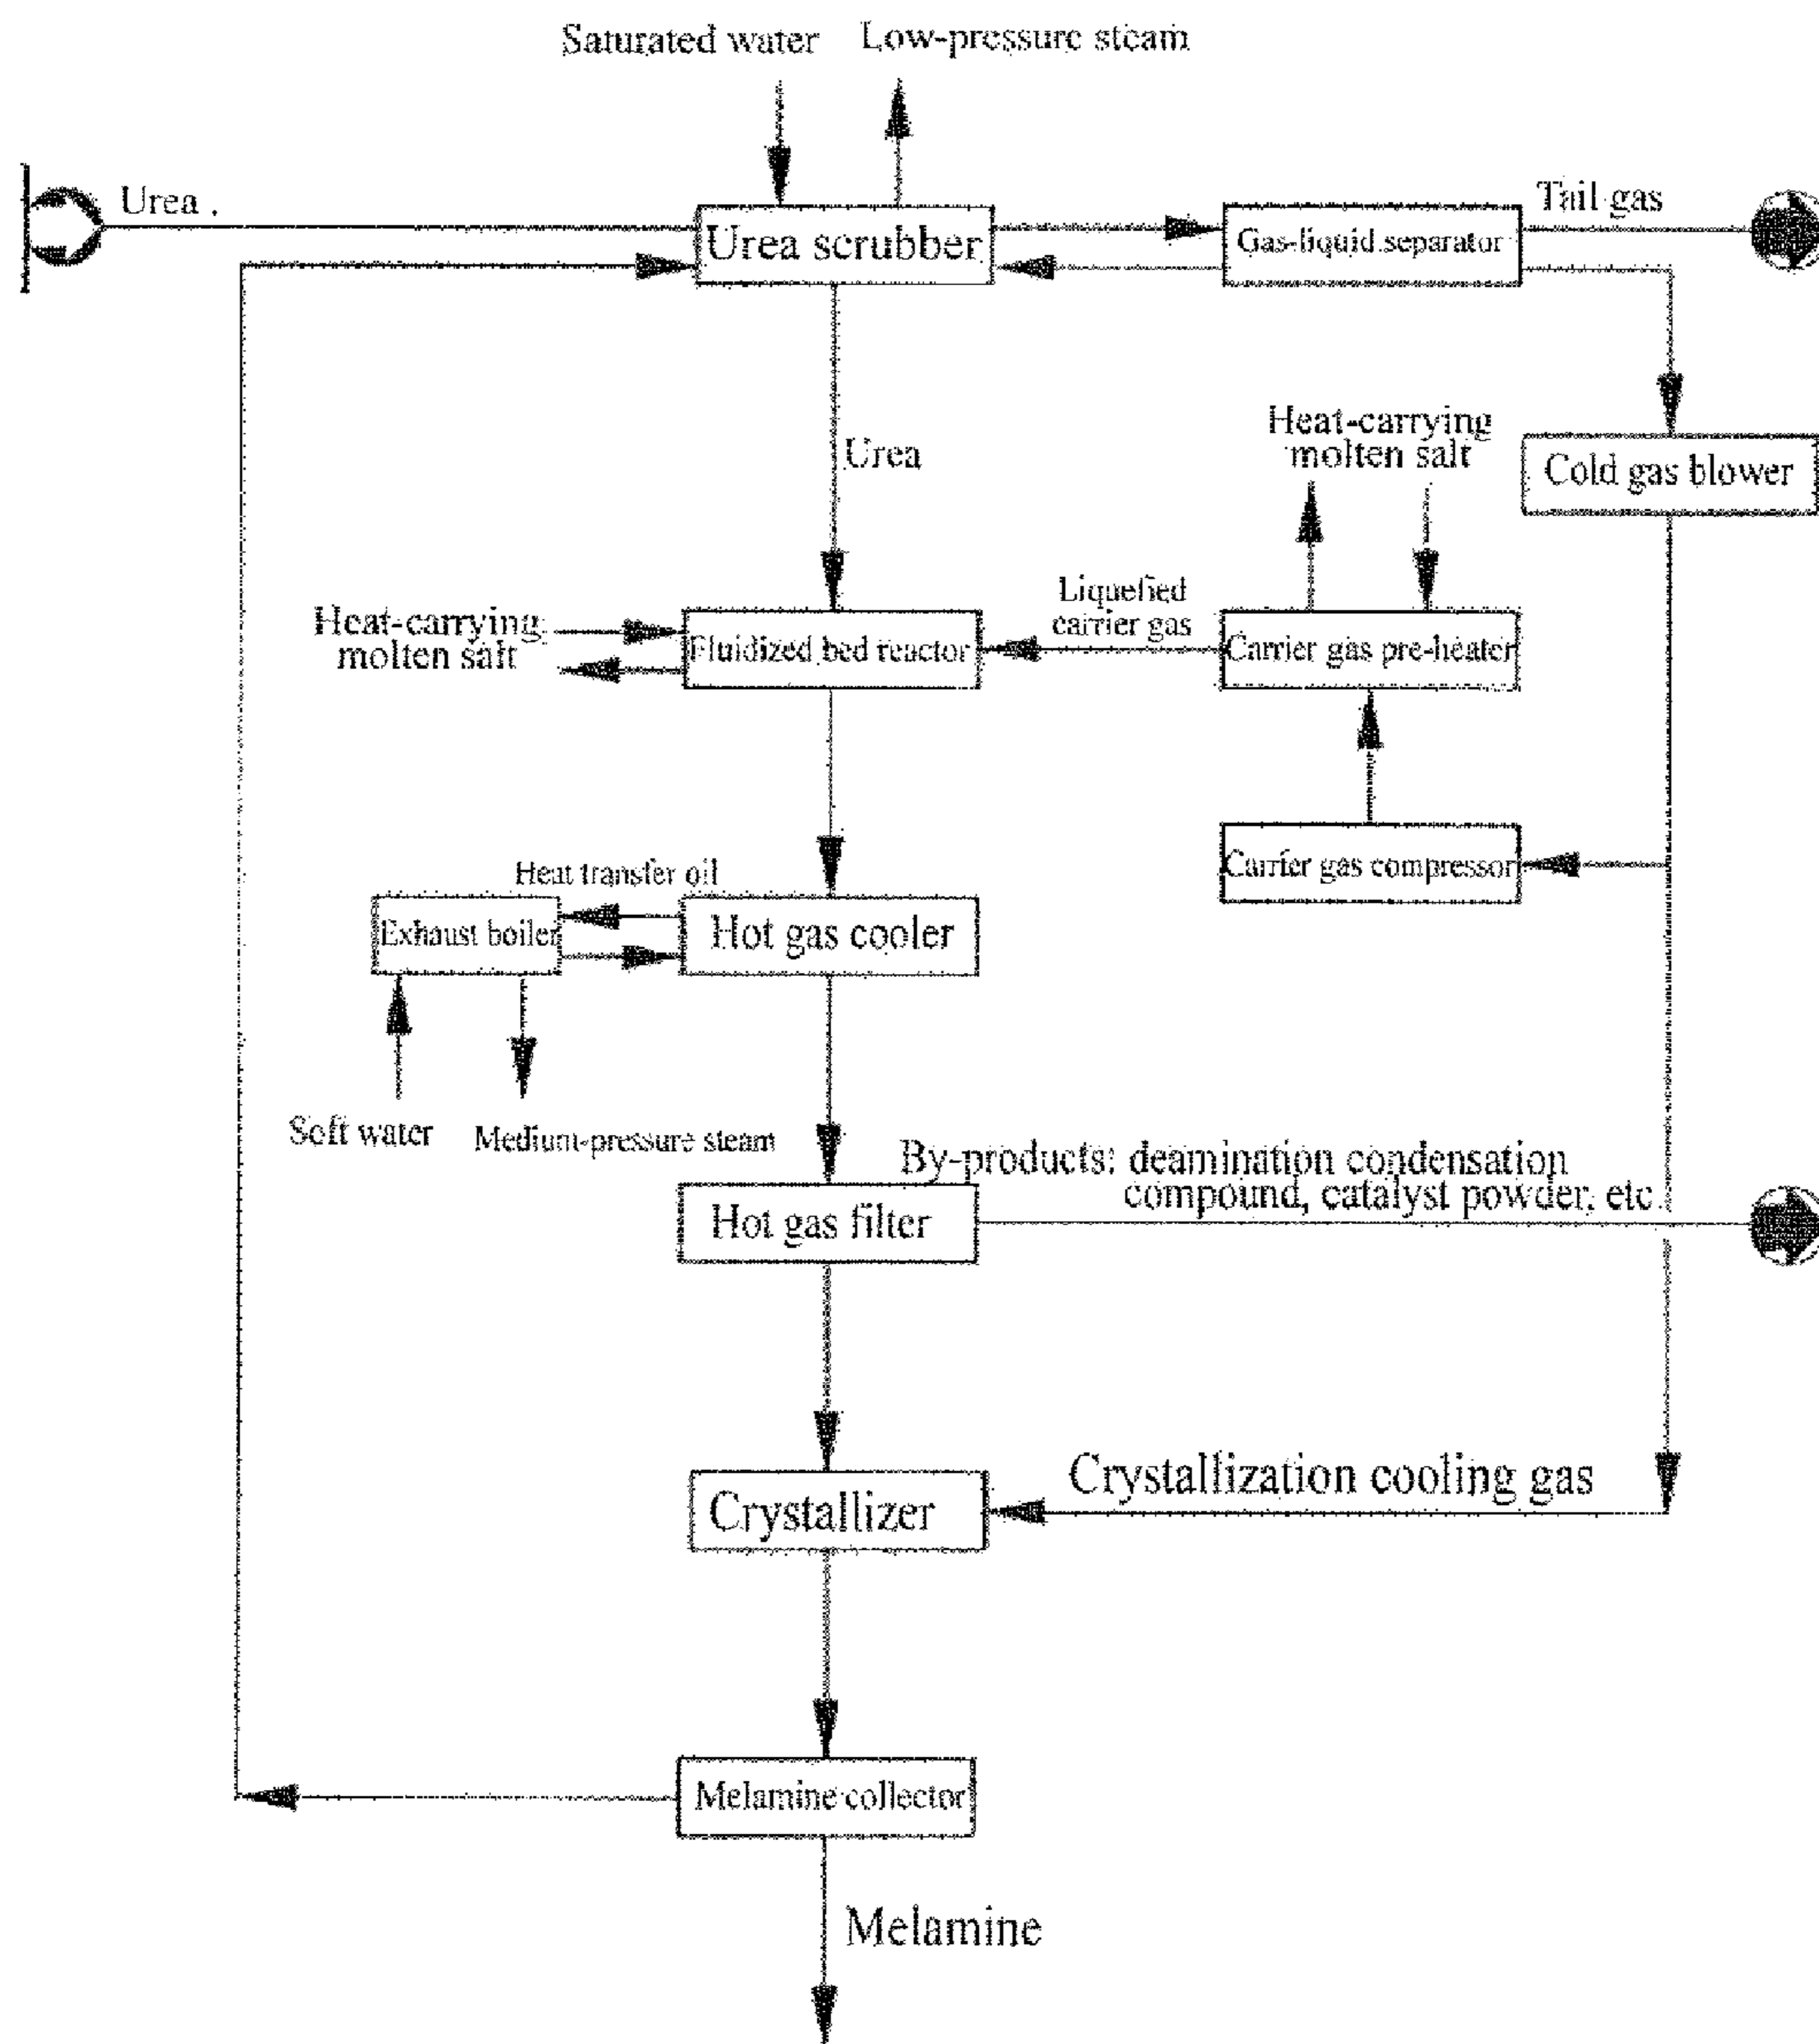 Saturated water
Low-pressure steam
Urea .
Urea scrubber
Gas-liquid separator
Tail gas
Urea
Heat-carrying
molten salt
Cold gas blower
Heat-carrying
molten salt
Fluidized bed reactor
Liquefied
carrier gas
Carrier gas pre-heater
Carrier gas compressor
Heat transfer oil
Exhaust boiler
Hot gas cooler
Soft water
Medium-pressure steam
By-products: deamination condensation
compound, catalyst powder, etc.
Hot gas filter
Crystallizer
Crystallization cooling gas
Melamine collector
Melamine